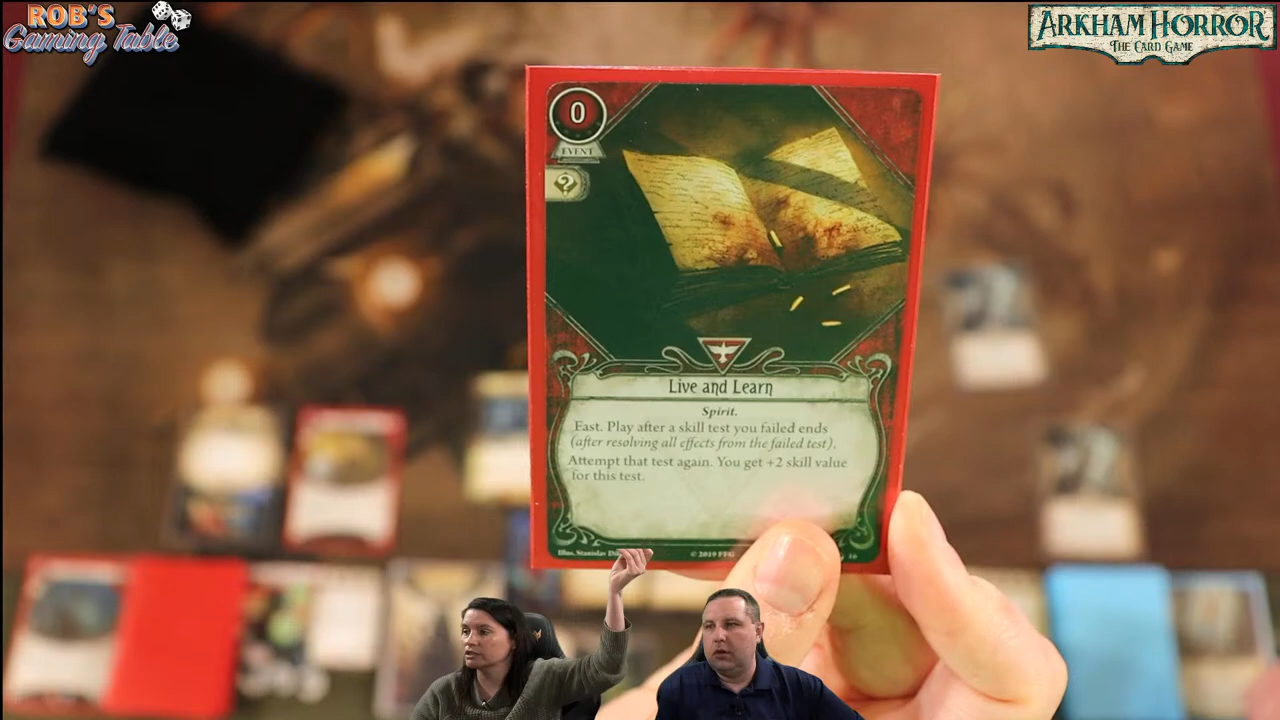 ROB'S
Gaming Table
ARKHAM HORROR
THE CARD GAME
0
EVENT
Live and Learn
Spirit.
Fast. Play after a skill test you failed ends
(after resolving all effects from the failed test).
Attempt that test again. You get +2 skill value
for this test.
Illus. Stanislav
© 2019 FFG